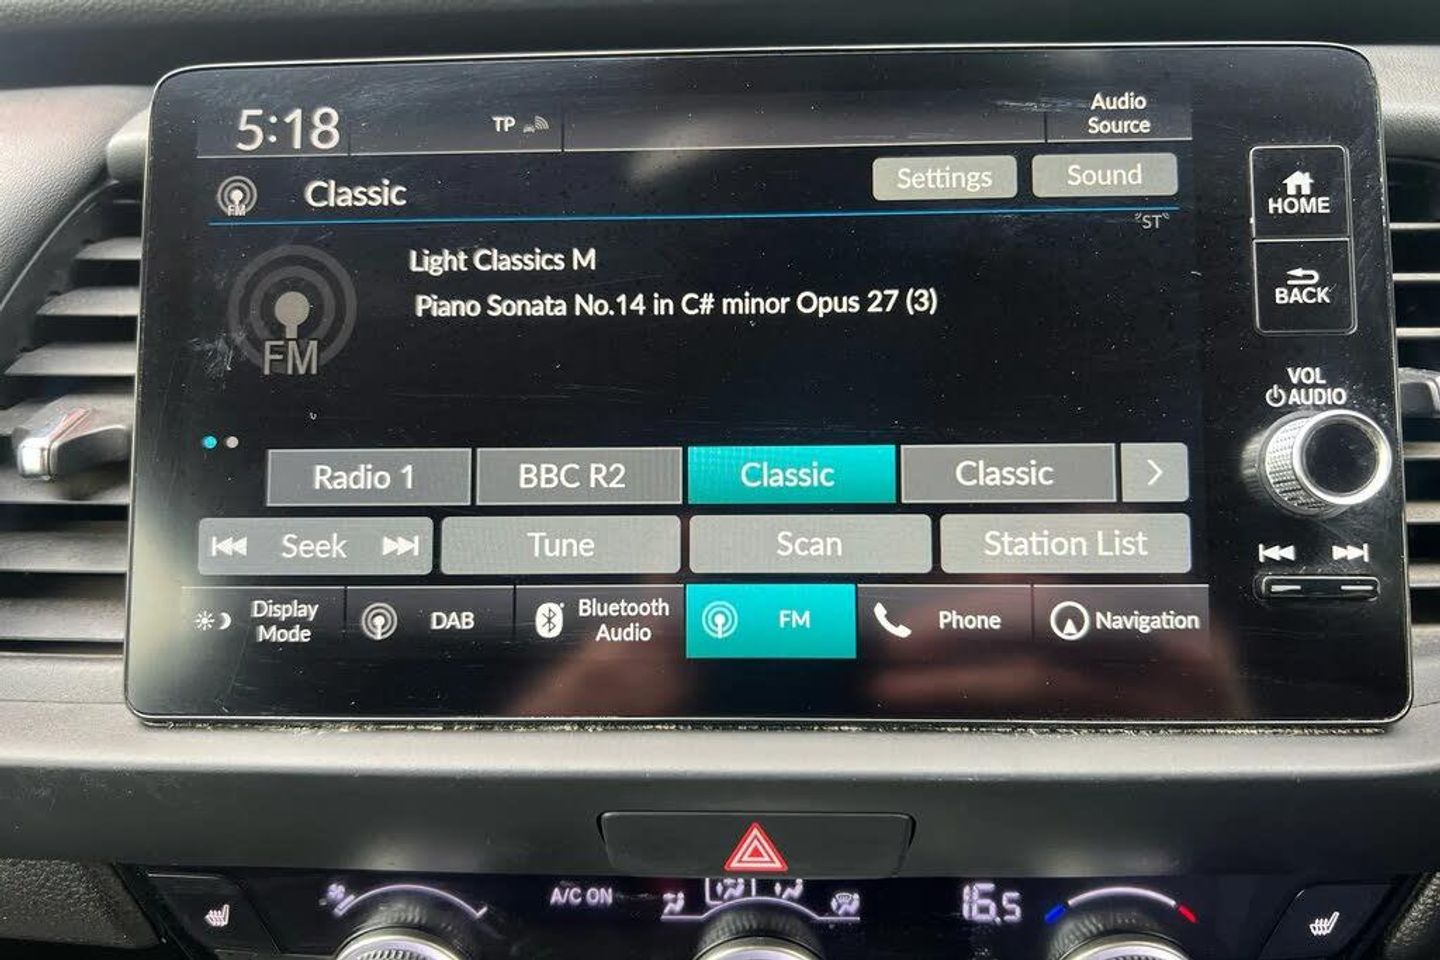 5:18
TP
Audio
Source
FM
Classic
Settings
Sound
ST
Light Classics M
Piano Sonata No.14 in C# minor Opus 27 (3)
FM
Radio 1
BBC R2
Classic
Classic
Seek
Tune
Scan
Station List
Display
Mode
DAB
Bluetooth
Audio
FM
Phone
Navigation
HOME
BACK
VOL
AUDIO
A/C ON
16.5